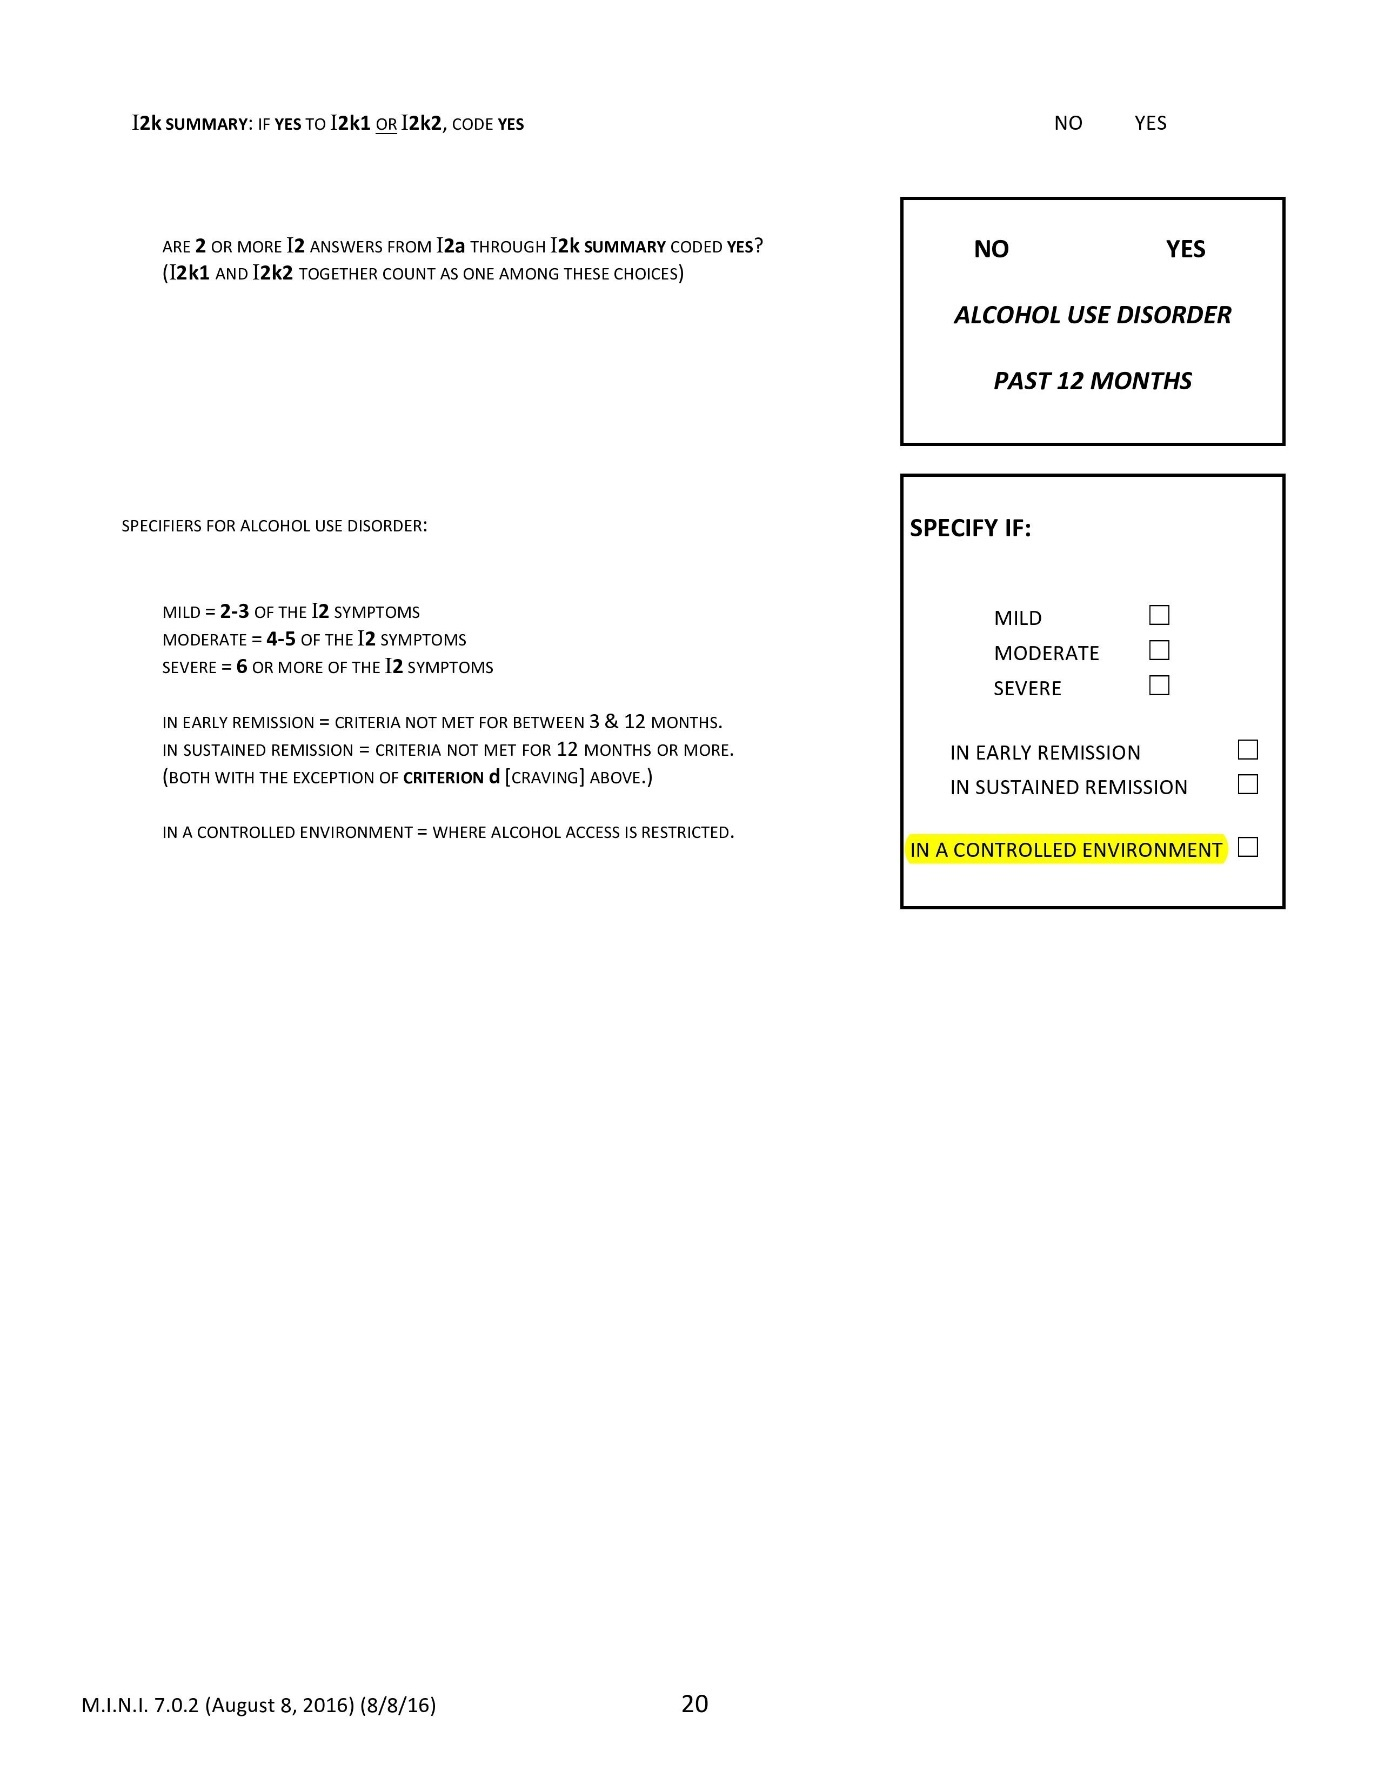 I2k SUMMARY: IF YES TO I2k1 OR I2k2, CODE YES NO YES
ARE 2 OR MORE I2 ANSWERS FROM I2a THROUGH I2k SUMMARY CODED YES?
(I2k1 AND I2k2 TOGETHER COUNT AS ONE AMONG THESE CHOICES)
NO YES
ALCOHOL USE DISORDER
PAST 12 MONTHS
SPECIFIERS FOR ALCOHOL USE DISORDER:
MILD = 2-3 OF THE I2 SYMPTOMS
MODERATE = 4-5 OF THE I2 SYMPTOMS
SEVERE = 6 OR MORE OF THE I2 SYMPTOMS
IN EARLY REMISSION = CRITERIA NOT MET FOR BETWEEN 3 & 12 MONTHS.
IN SUSTAINED REMISSION = CRITERIA NOT MET FOR 12 MONTHS OR MORE.
(BOTH WITH THE EXCEPTION OF CRITERION d [CRAVING] ABOVE.)
IN A CONTROLLED ENVIRONMENT = WHERE ALCOHOL ACCESS IS RESTRICTED.
SPECIFY IF:
MILD ☐
MODERATE ☐
SEVERE ☐
IN EARLY REMISSION ☐
IN SUSTAINED REMISSION ☐
IN A CONTROLLED ENVIRONMENT ☐
M.I.N.I. 7.0.2 (August 8, 2016) (8/8/16) 20